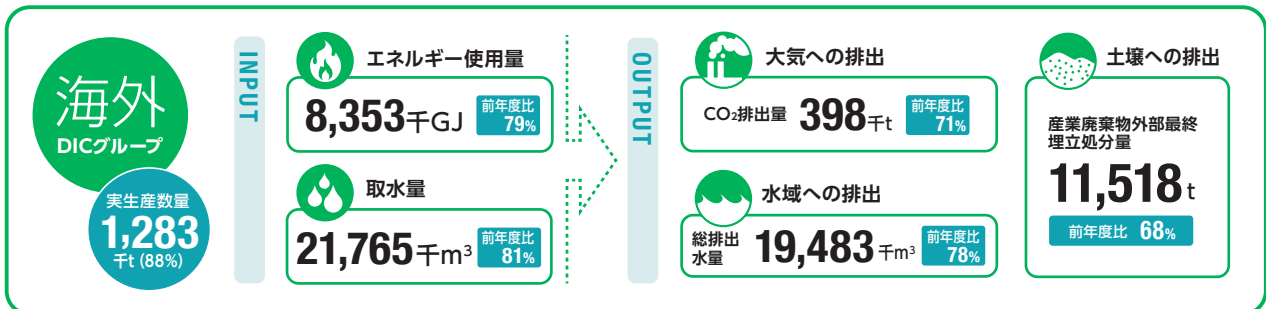 海外
DICグループ
実生産数量
1,283
千t (88%)
INPUT
エネルギー使用量
8,353千GJ
前年度比
79%
取水量
21,765千m³
前年度比
81%
OUTPUT
大気への排出
CO₂排出量 398千t
前年度比
71%
水域への排出
総排出
水量
19,483千m³
前年度比
78%
土壌への排出
産業廃棄物外部最終
埋立処分量
11,518 t
前年度比 68%